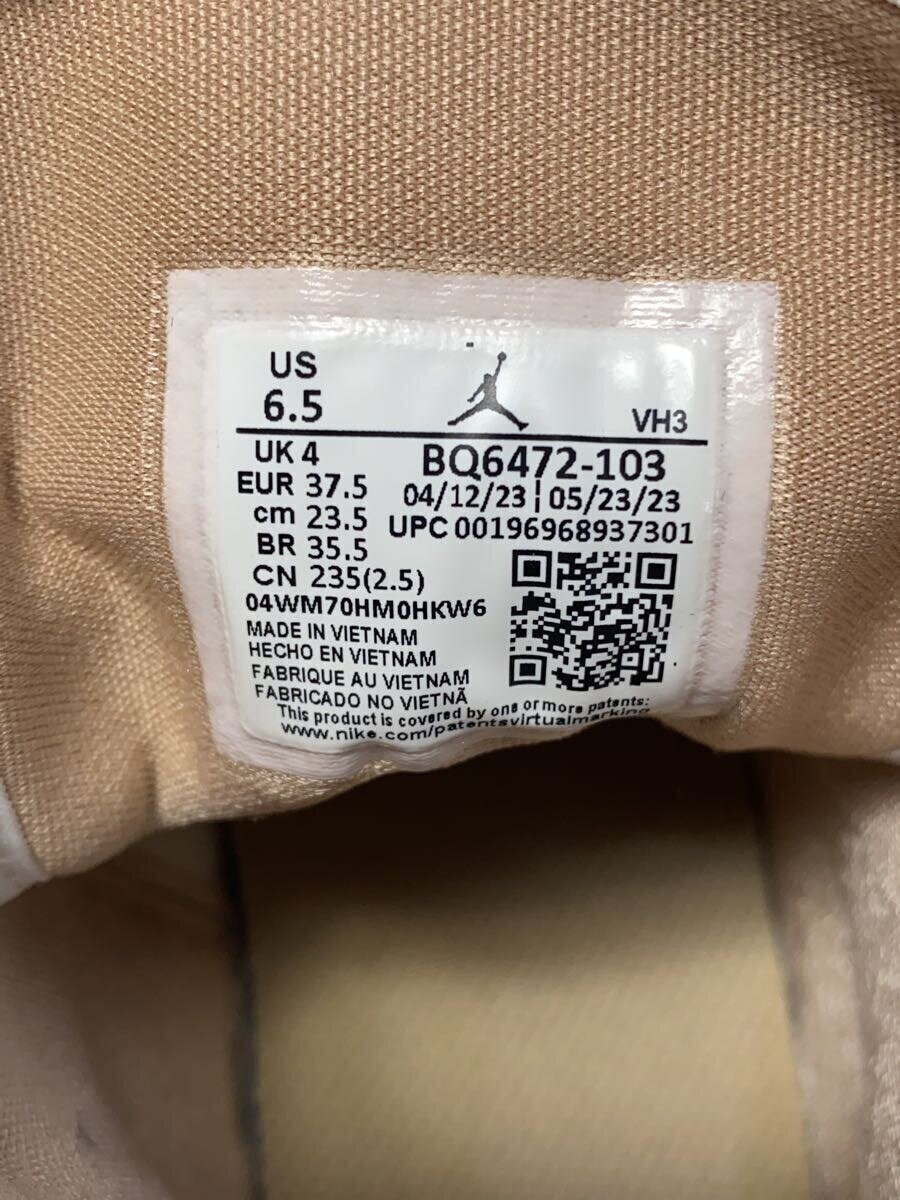 US
6.5
VH3
UK 4
EUR 37.5
cm 23.5
BR 35.5
CN 235(2.5)
BQ6472-103
04/12/23 | 05/23/23
UPC 00196968937301
04WM70HM0HKW6
MADE IN VIETNAM
HECHO EN VIETNAM
FABRIQUE AU VIETNAM
FABRICADO NO VIETNÃ
This product is covered by one or more patents:
www.nike.com/patentsvirtualmarking